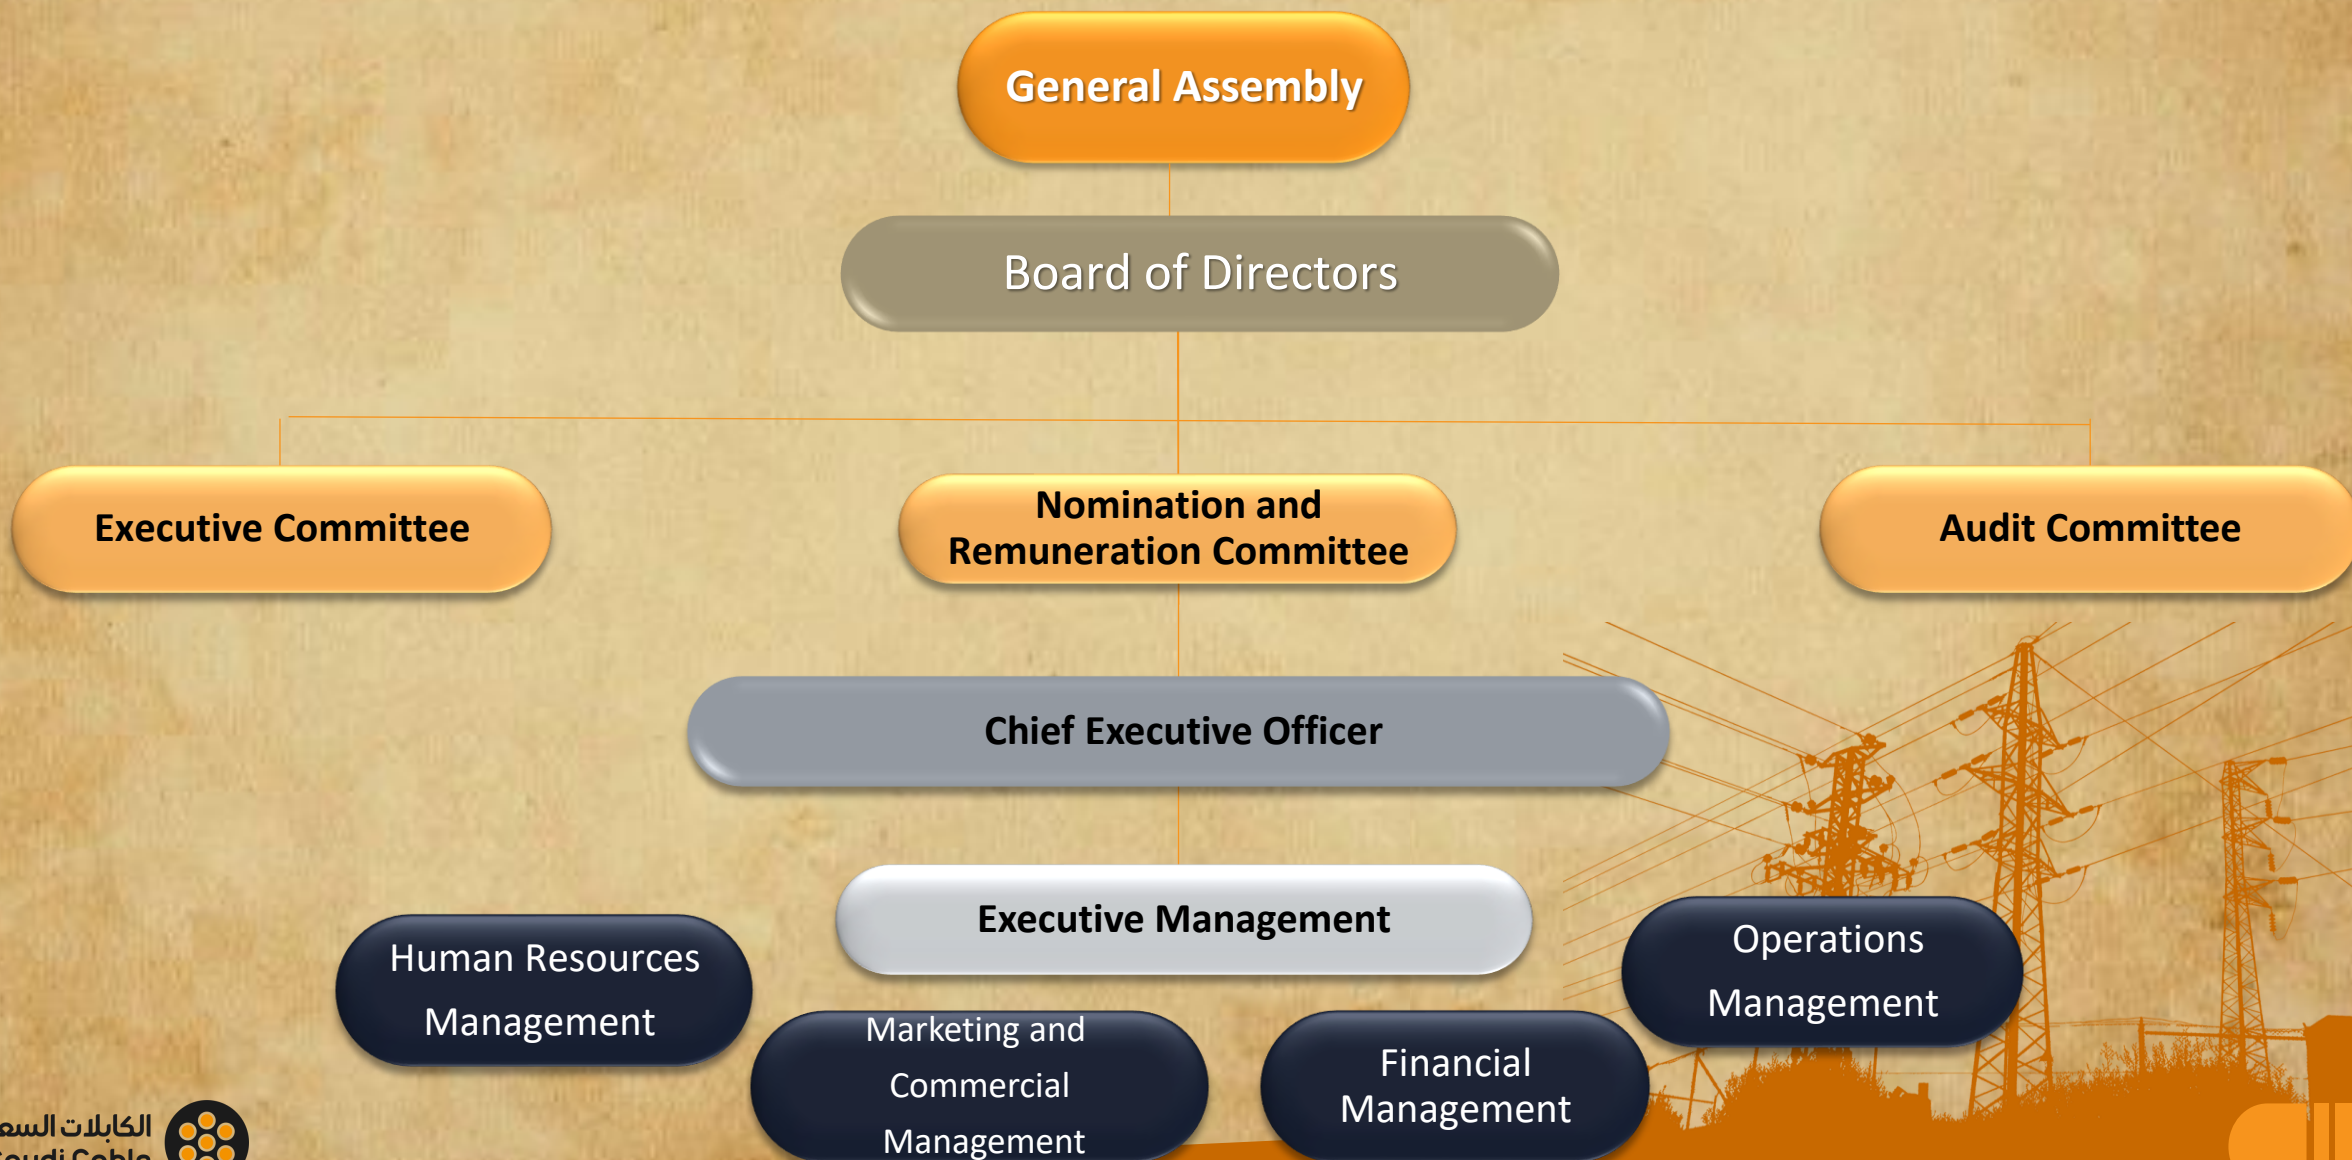 General Assembly
Board of Directors
Executive Committee
Nomination and
Remuneration Committee
Audit Committee
Chief Executive Officer
Executive Management
Human Resources
Management
Marketing and
Commercial
Management
Financial
Management
Operations
Management
الكابلات